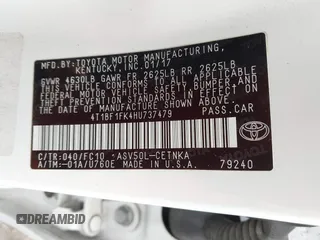 MFD. BY: TOYOTA MOTOR MANUFACTURING,
KENTUCKY, INC. 01/17
GVWR 4630LB GAWR FR 2625LB RR 2625LB
THIS VEHICLE CONFORMS TO ALL APPLICABLE
FEDERAL MOTOR VEHICLE SAFETY, BUMPER, AND
THEFT PREVENTION STANDARDS IN EFFECT ON
THE DATE OF MANUFACTURE SHOWN ABOVE.
4T1BF1FK4HU737479
PASS.CAR
TOYOTA
C/TR:040/FC10 -ASV50L-CETNKA
A/TM:-01A/U760E MADE IN U.S.A. 79240
DREAMBID